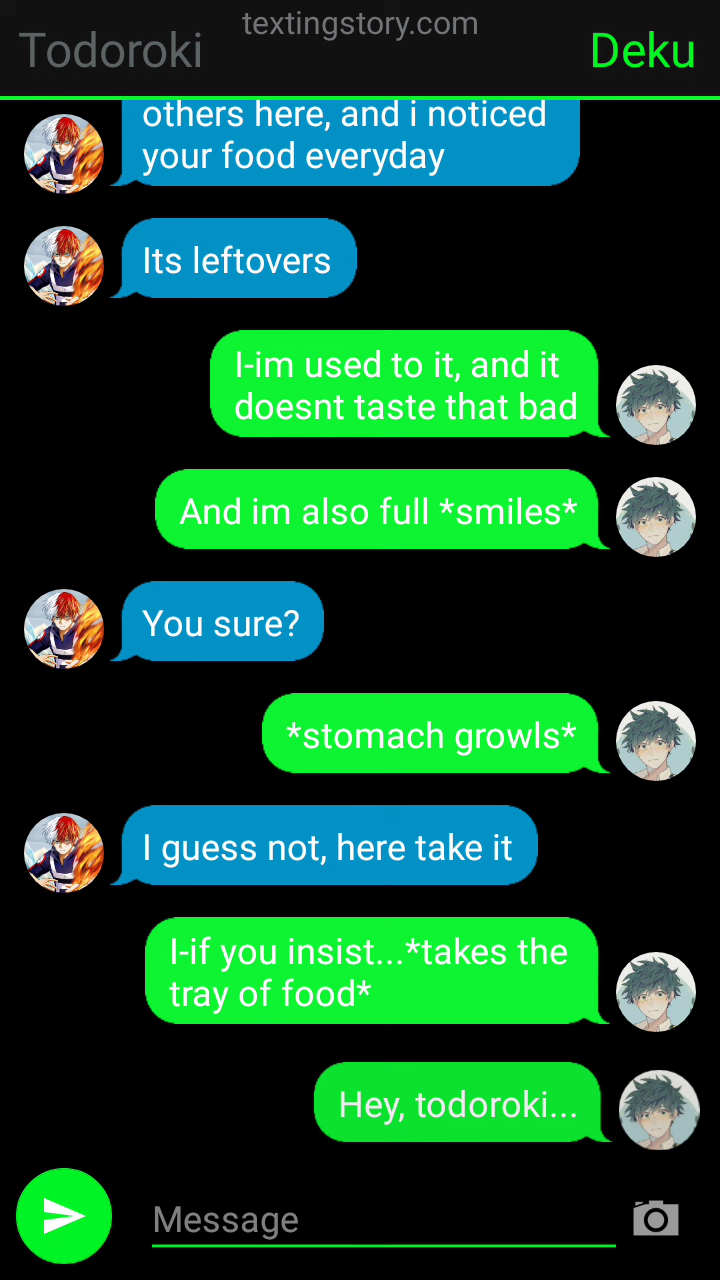 textingstory.com
Todoroki
Deku
others here, and i noticed
your food everyday
Its leftovers
I-im used to it, and it
doesnt taste that bad
And im also full *smiles*
You sure?
*stomach growls*
I guess not, here take it
I-if you insist...*takes the
tray of food*
Hey, todoroki...
Message